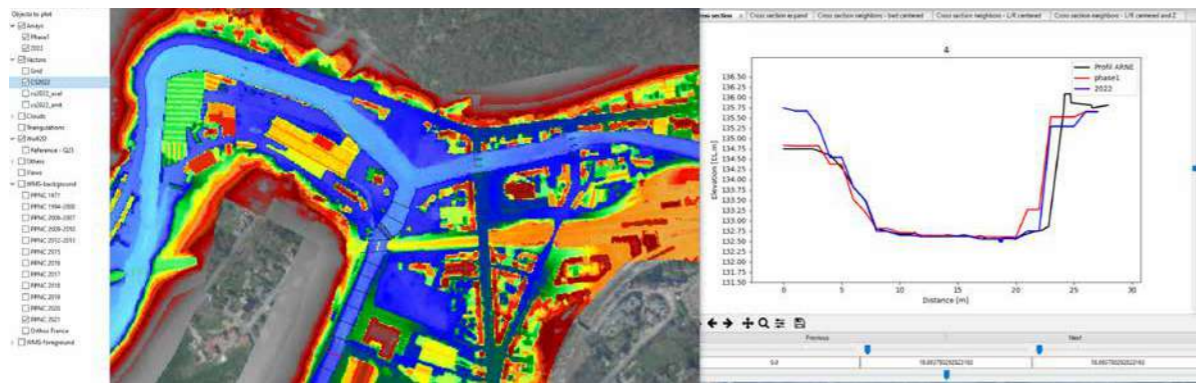 Objects to plot
Arrays
Phase1
2022
Vectors
Grid
CS2022
Clouds
Triangulations
Wolf2D
Others
Views
WMS-background
PPNC 1971
PPNC 1994-2000
PPNC 2006-2007
PPNC 2009-2010
PPNC 2012-2013
PPNC 2015
PPNC 2016
PPNC 2017
PPNC 2018
PPNC 2019
PPNC 2020
PPNC 2021
Orthos France
WMS-foreground
Cross section expand
Cross section neighbors - bed centered
Cross section neighbors - L/R centered
Cross section neighbors - L/R centered and Z
4
Profil ARNE
phase1
2022
136.50
136.25
136.00
135.75
135.50
135.25
135.00
134.75
134.50
134.25
134.00
133.75
133.50
133.25
133.00
132.75
132.50
132.25
132.00
131.75
131.50
0
5
10
15
20
25
30
Distance [m]
Previous
Next
0.0